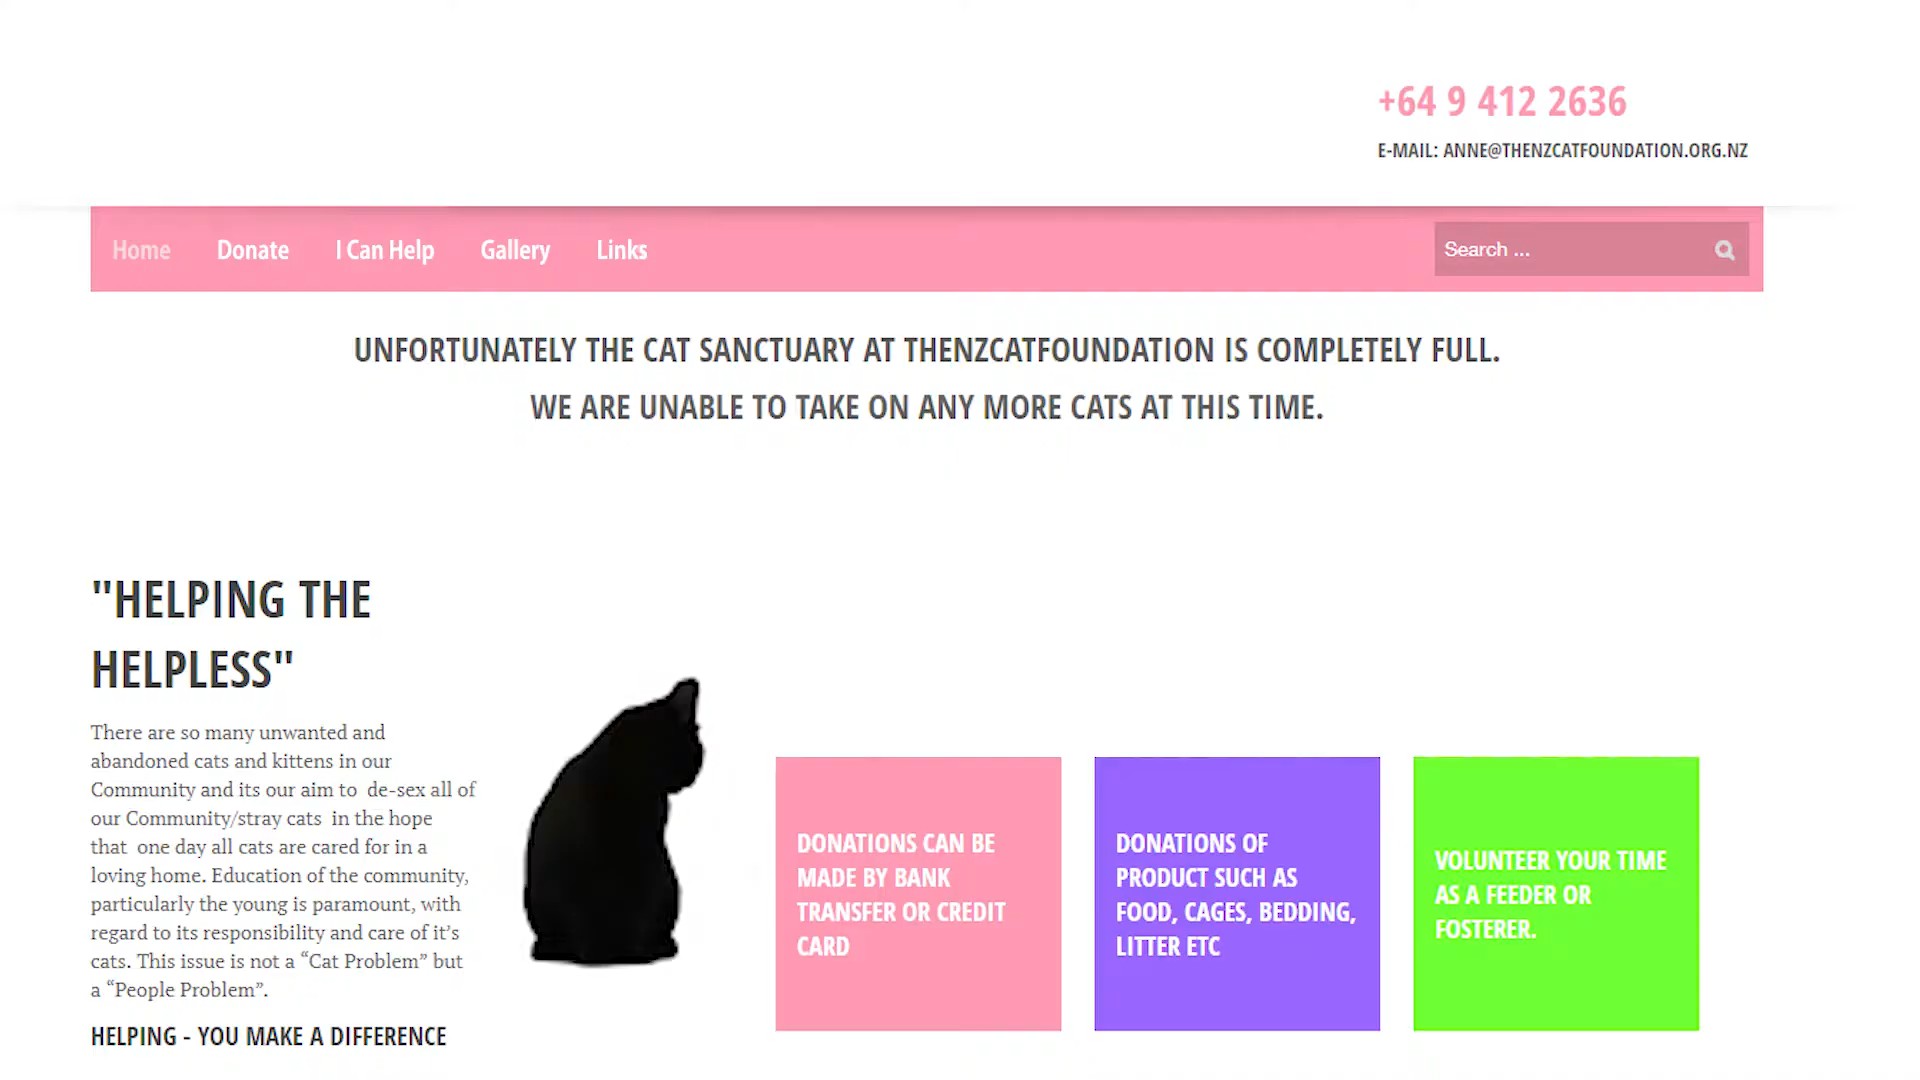 +64 9 412 2636
E-MAIL: ANNE@THENZCATFOUNDATION.ORG.NZ
Home Donate I Can Help Gallery Links Search ...
UNFORTUNATELY THE CAT SANCTUARY AT THENZCATFOUNDATION IS COMPLETELY FULL.
WE ARE UNABLE TO TAKE ON ANY MORE CATS AT THIS TIME.
"HELPING THE
HELPLESS"
There are so many unwanted and
abandoned cats and kittens in our
Community and its our aim to de-sex all of
our Community/stray cats in the hope
that one day all cats are cared for in a
loving home. Education of the community,
particularly the young is paramount, with
regard to its responsibility and care of it’s
cats. This issue is not a “Cat Problem” but
a “People Problem”.
HELPING - YOU MAKE A DIFFERENCE
DONATIONS CAN BE
MADE BY BANK
TRANSFER OR CREDIT
CARD
DONATIONS OF
PRODUCT SUCH AS
FOOD, CAGES, BEDDING,
LITTER ETC
VOLUNTEER YOUR TIME
AS A FEEDER OR
FOSTERER.